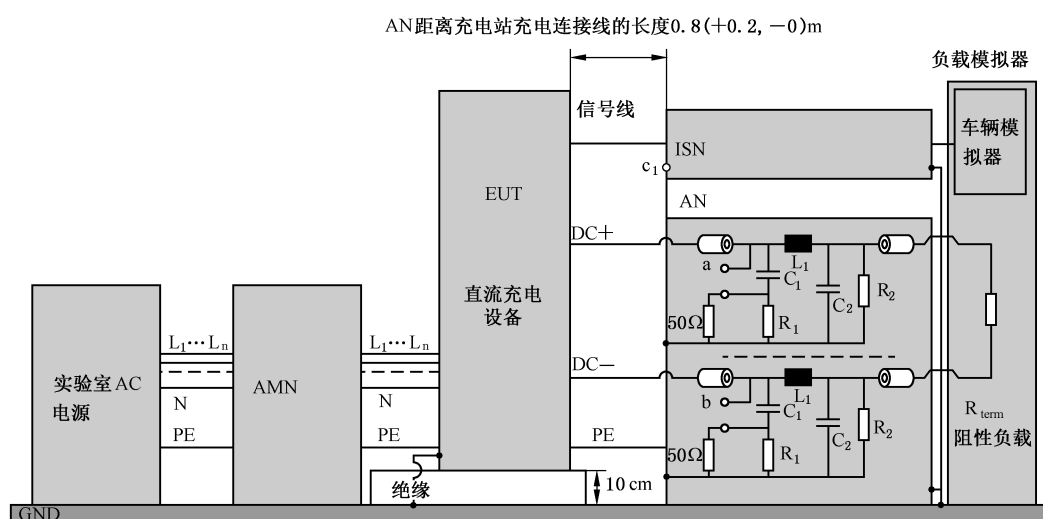 AN距离充电站充电连接线的长度0.8(+0.2,-0)m
负载模拟器
信号线
ISN
车辆模
拟器
c1
EUT
AN
DC+
a
L1
C1
C2
R2
50Ω
R1
直流充电
设备
L1…Ln
L1…Ln
实验室AC
电源
AMN
N
N
DC−
b
L1
C1
C2
R2
50Ω
R1
Rterm
阻性负载
PE
PE
PE
绝缘
10 cm
GND